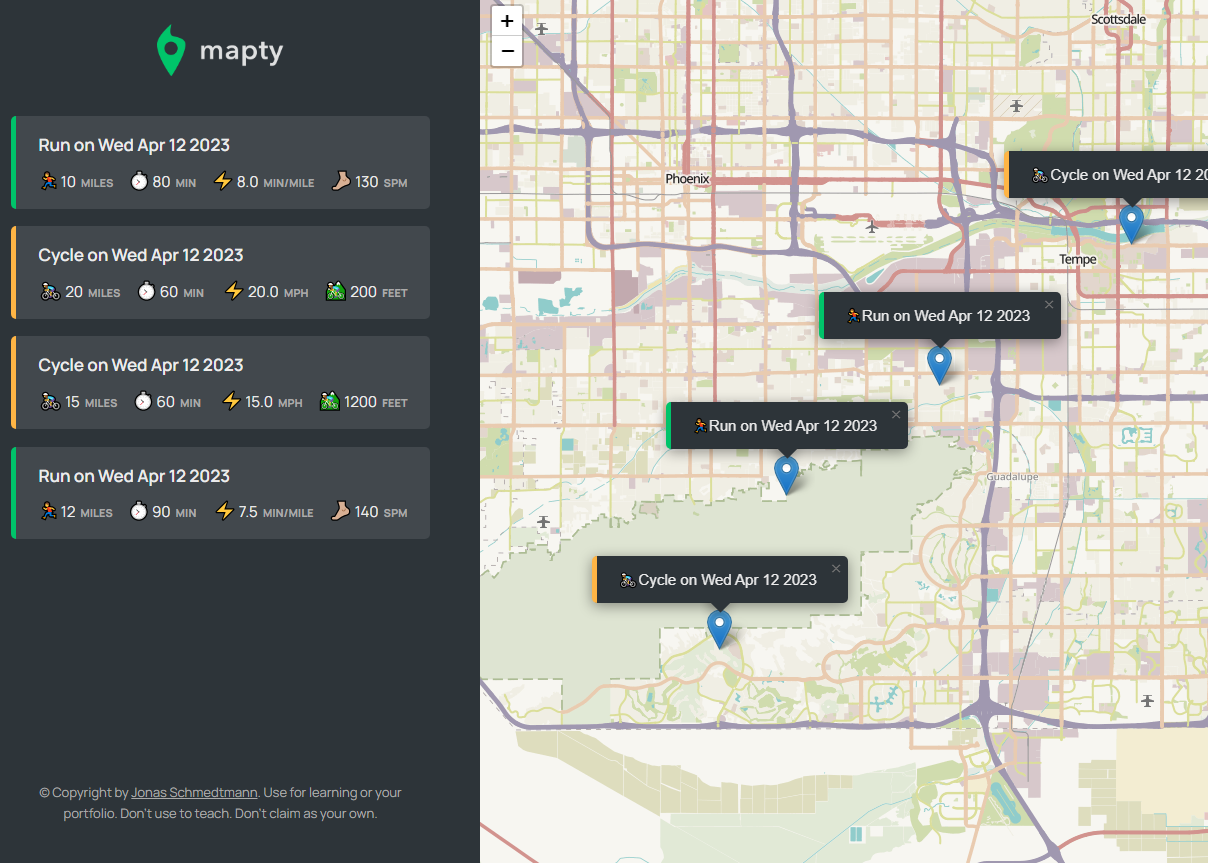 mapty
Run on Wed Apr 12 2023
10 MILES 80 MIN 8.0 MIN/MILE 130 SPM
Cycle on Wed Apr 12 2023
20 MILES 60 MIN 20.0 MPH 200 FEET
Cycle on Wed Apr 12 2023
15 MILES 60 MIN 15.0 MPH 1200 FEET
Run on Wed Apr 12 2023
12 MILES 90 MIN 7.5 MIN/MILE 140 SPM
© Copyright by Jonas Schmedtmann. Use for learning or your
portfolio. Don't use to teach. Don't claim as your own.
+
−
Scottsdale
Phoenix
Cycle on Wed Apr 12 20
Tempe
Run on Wed Apr 12 2023 ×
Run on Wed Apr 12 2023 ×
Guadalupe
Cycle on Wed Apr 12 2023 ×